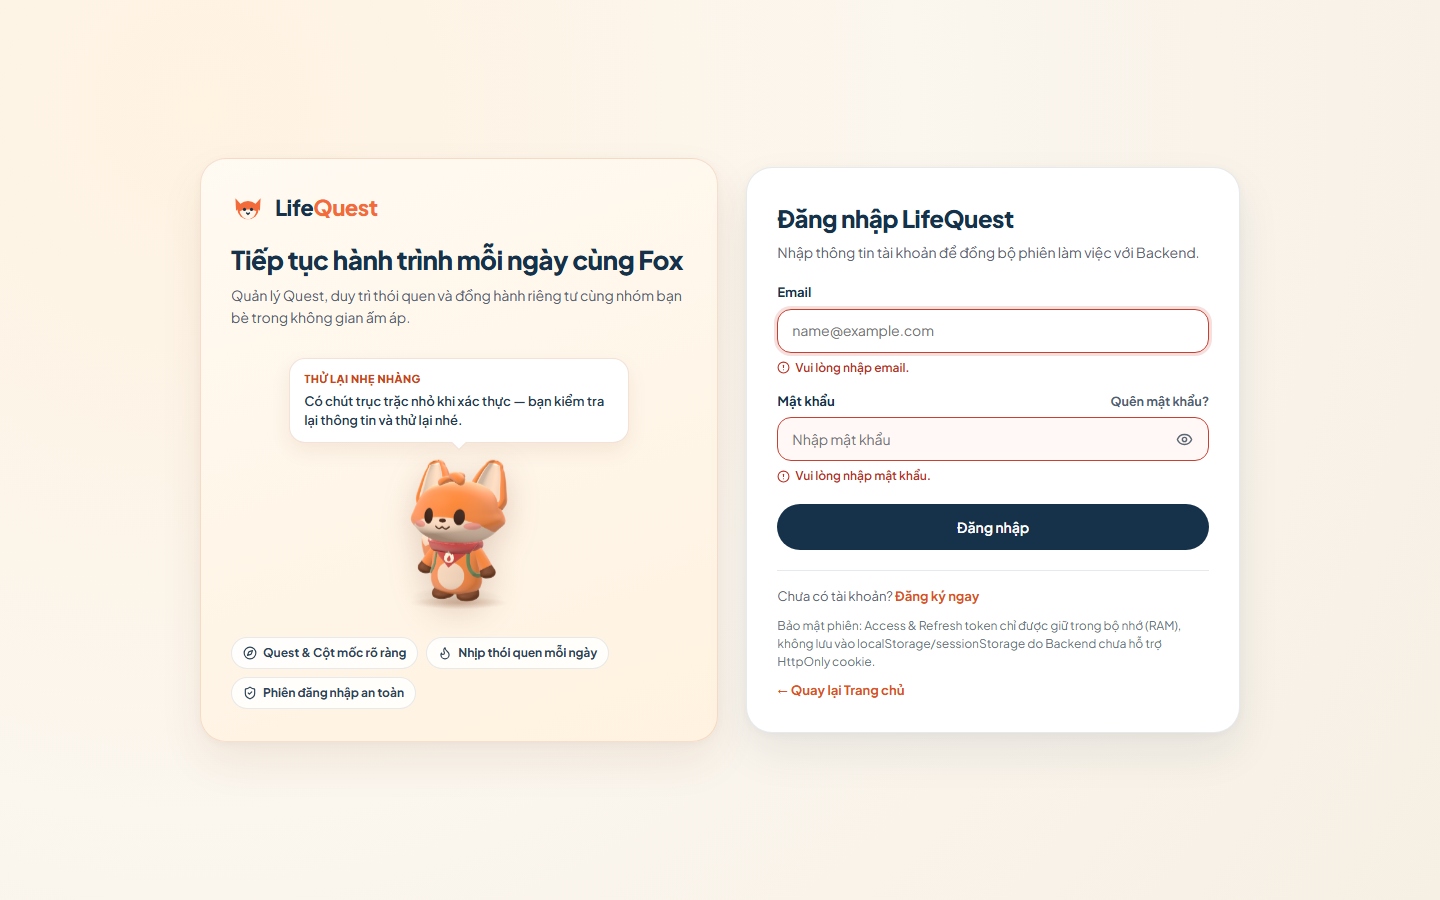 LifeQuest
Tiếp tục hành trình mỗi ngày cùng Fox
Quản lý Quest, duy trì thói quen và đồng hành riêng tư cùng nhóm bạn
bè trong không gian ấm áp.
THỬ LẠI NHẸ NHÀNG
Có chút trục trặc nhỏ khi xác thực — bạn kiểm tra
lại thông tin và thử lại nhé.
Quest & Cột mốc rõ ràng
Nhịp thói quen mỗi ngày
Phiên đăng nhập an toàn
Đăng nhập LifeQuest
Nhập thông tin tài khoản để đồng bộ phiên làm việc với Backend.
Email
name@example.com
Vui lòng nhập email.
Mật khẩu
Quên mật khẩu?
Nhập mật khẩu
Vui lòng nhập mật khẩu.
Đăng nhập
Chưa có tài khoản? Đăng ký ngay
Bảo mật phiên: Access & Refresh token chỉ được giữ trong bộ nhớ (RAM),
không lưu vào localStorage/sessionStorage do Backend chưa hỗ trợ
HttpOnly cookie.
← Quay lại Trang chủ